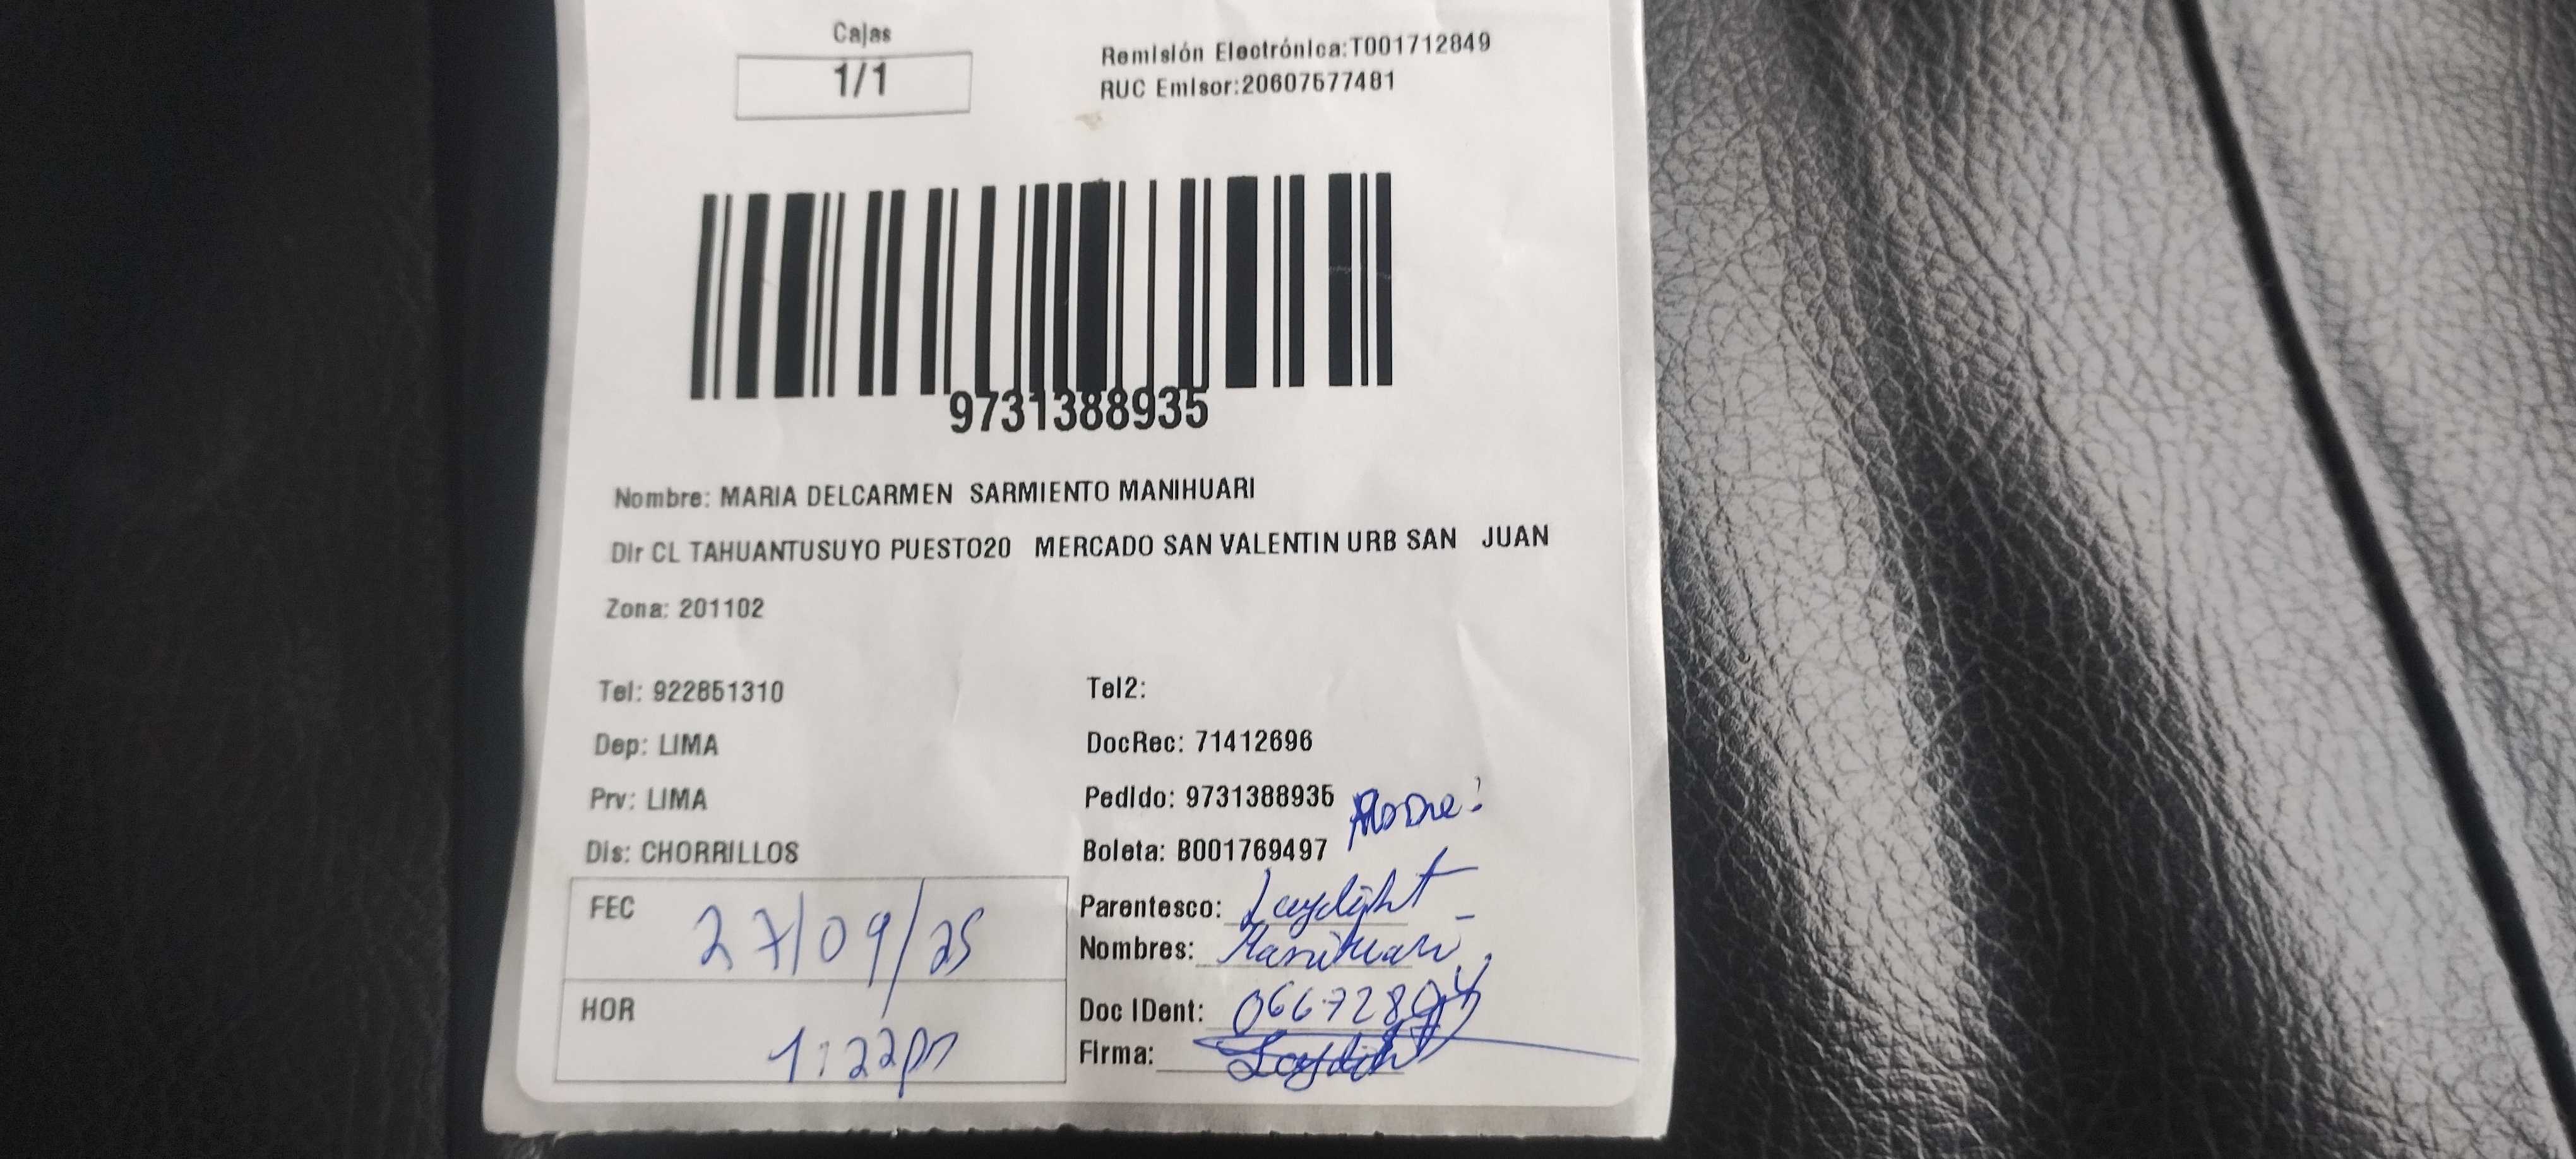 Cajas
1/1
Remisión Electrónica:T001712849
RUC Emisor:20607577481
9731388935
Nombre: MARIA DELCARMEN SARMIENTO MANIHUARI
Dir CL TAHUANTUSUYO PUESTO20 MERCADO SAN VALENTIN URB SAN JUAN
Zona: 201102
Tel: 922851310
Tel2:
Dep: LIMA
DocRec: 71412696
Prv: LIMA
Pedido: 9731388935
Dis: CHORRILLOS
Boleta: B001769497
FEC 27/09/25
Parentesco: Laydight
Nombres: Manihuari
HOR 1:22pm
Doc IDent:
Firma: